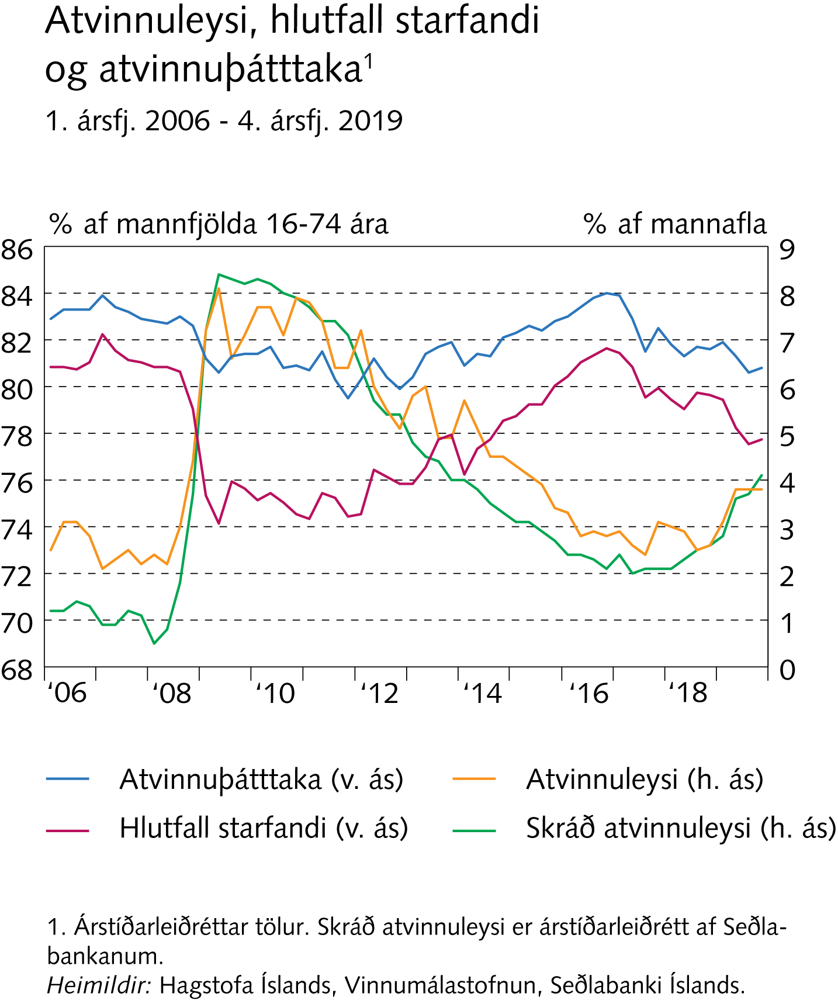 Atvinnuleysi, hlutfall starfandi
og atvinnuþátttaka¹
1. ársfj. 2006 - 4. ársfj. 2019
% af mannfjölda 16-74 ára
% af mannafla
86
84
82
80
78
76
74
72
70
68
9
8
7
6
5
4
3
2
1
0
‘06
‘08
‘10
‘12
‘14
‘16
‘18
Atvinnuþátttaka (v. ás)
Atvinnuleysi (h. ás)
Hlutfall starfandi (v. ás)
Skráð atvinnuleysi (h. ás)
1. Árstíðarleiðréttar tölur. Skráð atvinnuleysi er árstíðarleiðrétt af Seðla-
bankanum.
Heimildir: Hagstofa Íslands, Vinnumálastofnun, Seðlabanki Íslands.